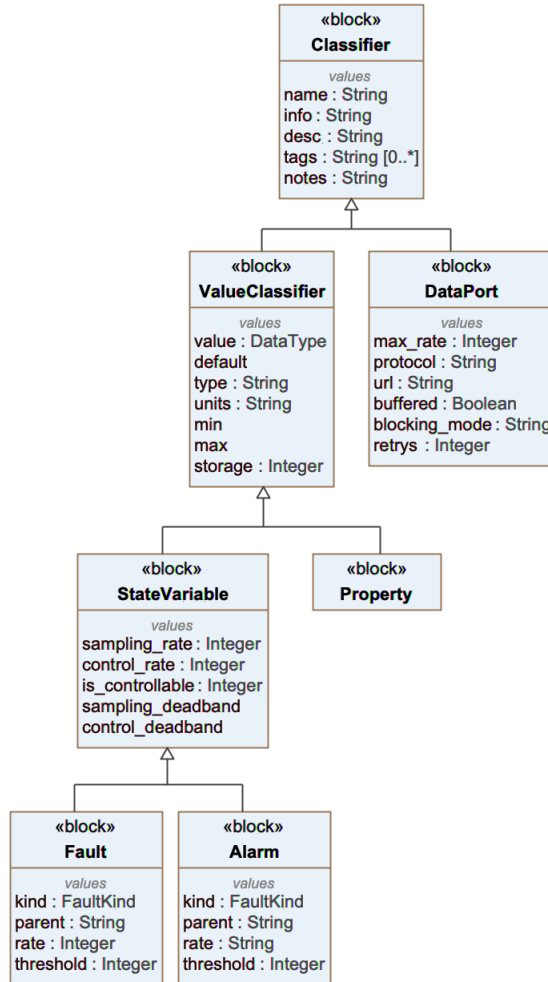 «block»
Classifier
values
name : String
info : String
desc : String
tags : String [0..*]
notes : String
«block»
ValueClassifier
values
value : DataType
default
type : String
units : String
min
max
storage : Integer
«block»
DataPort
values
max_rate : Integer
protocol : String
url : String
buffered : Boolean
blocking_mode : String
retrys : Integer
«block»
StateVariable
values
sampling_rate : Integer
control_rate : Integer
is_controllable : Integer
sampling_deadband
control_deadband
«block»
Property
«block»
Fault
values
kind : FaultKind
parent : String
rate : Integer
threshold : Integer
«block»
Alarm
values
kind : FaultKind
parent : String
rate : String
threshold : Integer